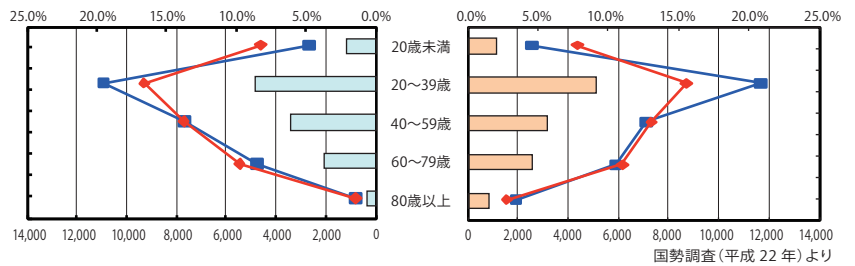 25.0% 20.0% 15.0% 10.0% 5.0% 0.0%
0.0% 5.0% 10.0% 15.0% 20.0% 25.0%
20歳未満
20〜39歳
40〜59歳
60〜79歳
80歳以上
14,000 12,000 10,000 8,000 6,000 4,000 2,000 0
0 2,000 4,000 6,000 8,000 10,000 12,000 14,000
国勢調査(平成 22 年)より